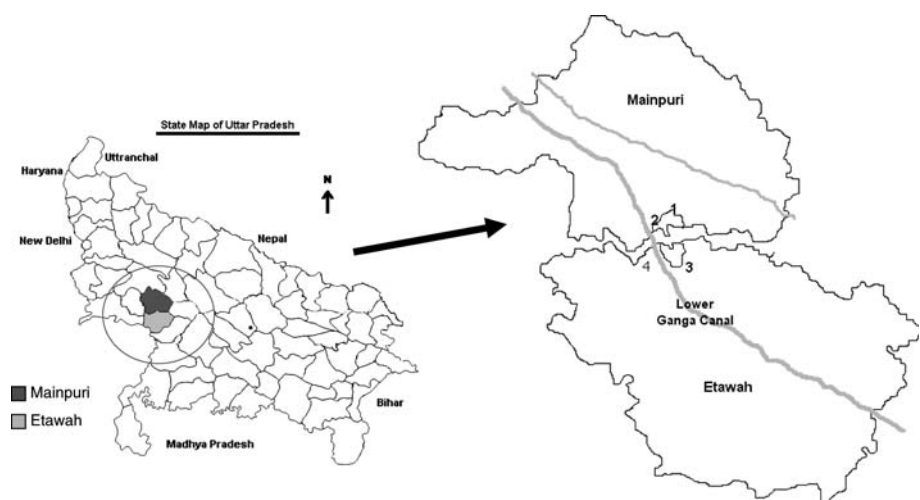 State Map of Uttar Pradesh
Uttranchal
Haryana
N
New Delhi
Nepal
Mainpuri
Etawah
Bihar
Madhya Pradesh
Mainpuri
1
2
4
3
Lower
Ganga Canal
Etawah